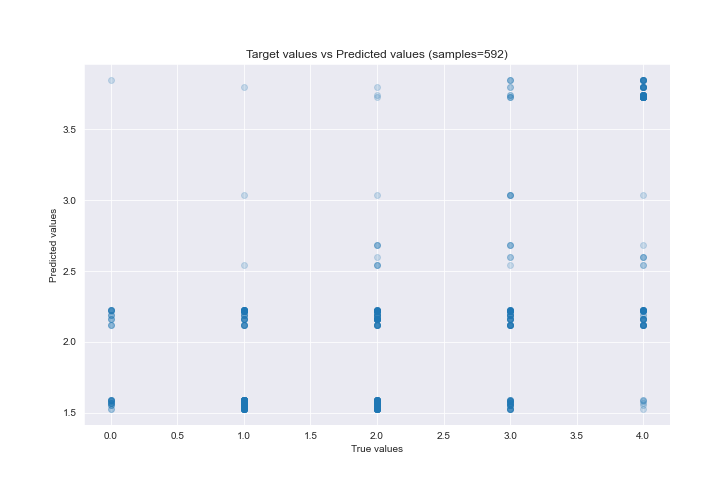 Target values vs Predicted values (samples=592)
Predicted values
3.5
3.0
2.5
2.0
1.5
0.0 0.5 1.0 1.5 2.0 2.5 3.0 3.5 4.0
True values